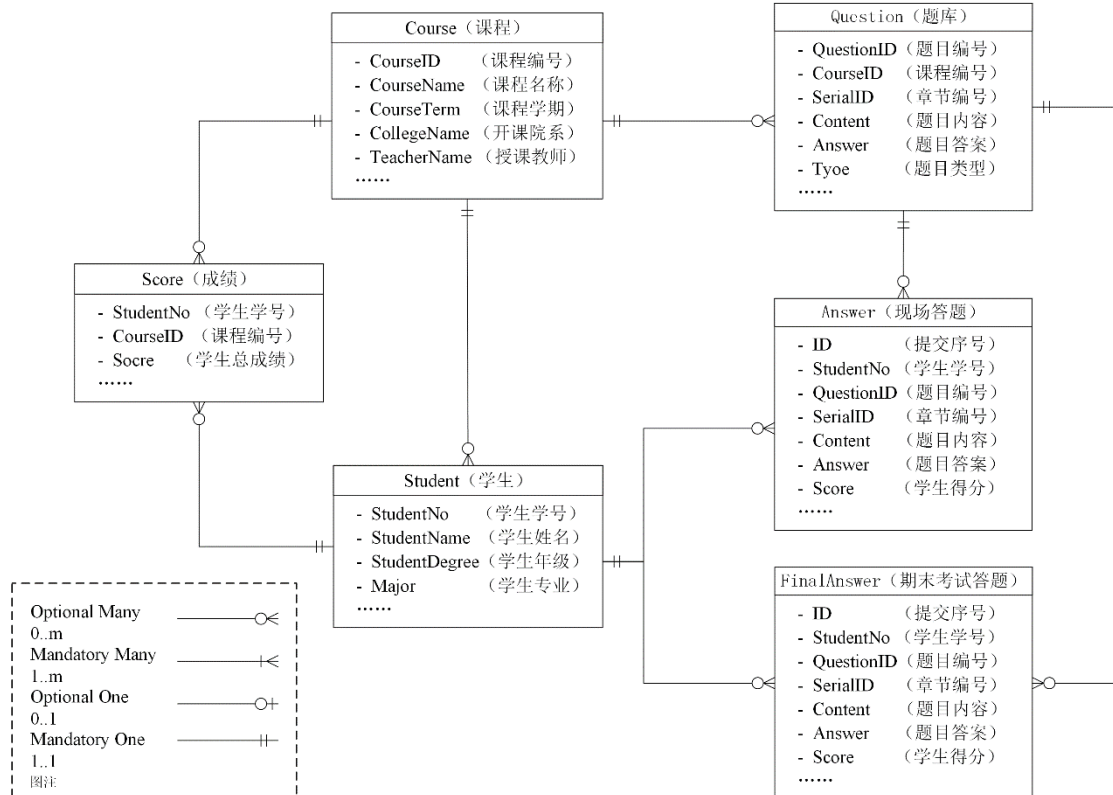 Course（课程）
- CourseID （课程编号）
- CourseName （课程名称）
- CourseTerm （课程学期）
- CollegeName （开课院系）
- TeacherName （授课教师）
……
Question（题库）
- QuestionID（题目编号）
- CourseID （课程编号）
- SerialID （章节编号）
- Content （题目内容）
- Answer （题目答案）
- Tyoe （题目类型）
……
Score（成绩）
- StudentNo （学生学号）
- CourseID （课程编号）
- Socre （学生总成绩）
……
Answer（现场答题）
- ID （提交序号）
- StudentNo （学生学号）
- QuestionID（题目编号）
- SerialID （章节编号）
- Content （题目内容）
- Answer （题目答案）
- Score （学生得分）
……
Student（学生）
- StudentNo （学生学号）
- StudentName （学生姓名）
- StudentDegree（学生年级）
- Major （学生专业）
……
FinalAnswer（期末考试答题）
- ID （提交序号）
- StudentNo （学生学号）
- QuestionID（题目编号）
- SerialID （章节编号）
- Content （题目内容）
- Answer （题目答案）
- Score （学生得分）
……
Optional Many
0..m
Mandatory Many
1..m
Optional One
0..1
Mandatory One
1..1
图注